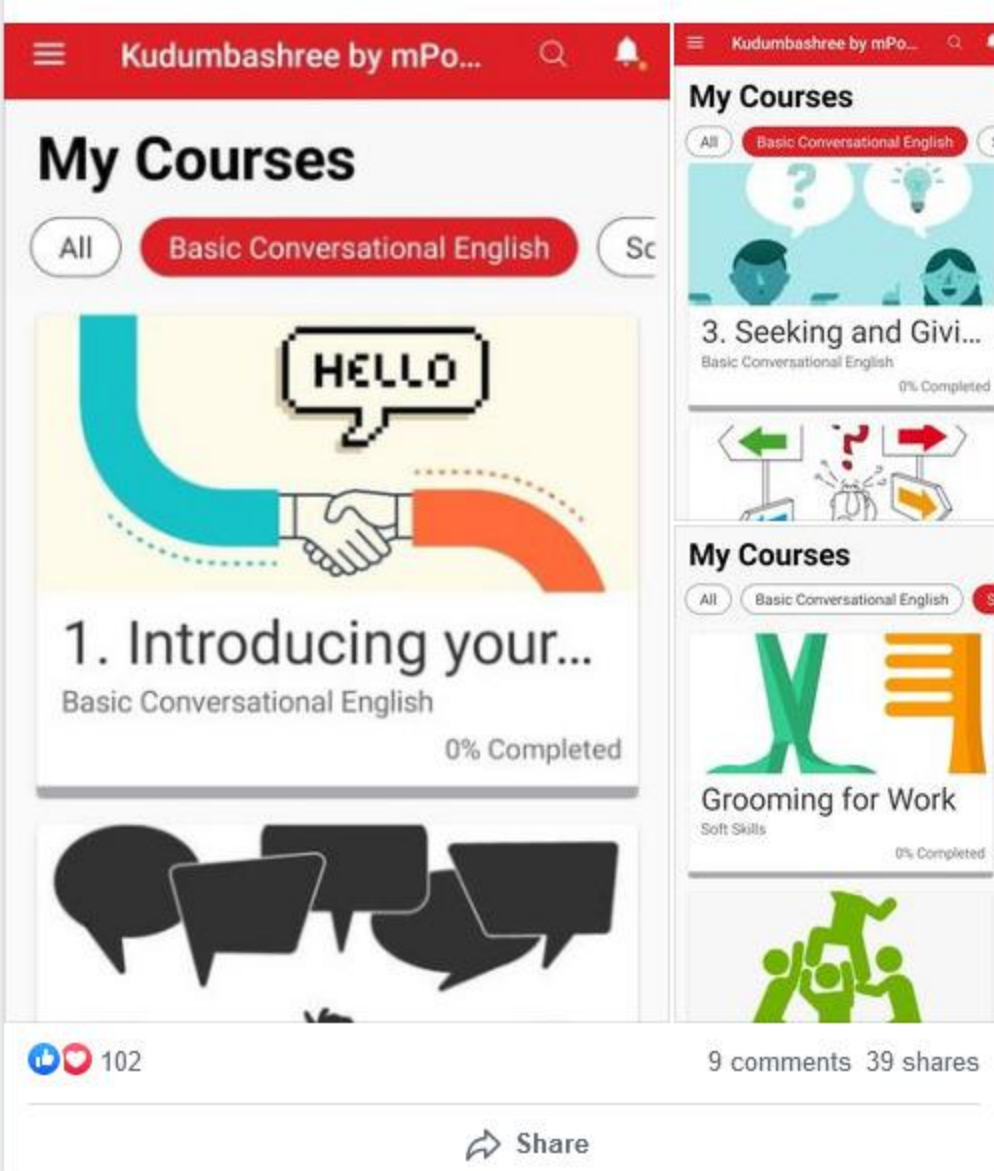 Kudumbashree by mPo...
My Courses
All
Basic Conversational English
Sc
HELLO
1. Introducing your...
Basic Conversational English
0% Completed
Kudumbashree by mPo...
My Courses
All
Basic Conversational English
?
3. Seeking and Givi...
Basic Conversational English
0% Completed
?
My Courses
All
Basic Conversational English
S
Grooming for Work
Soft Skills
0% Completed
102
9 comments 39 shares
Share